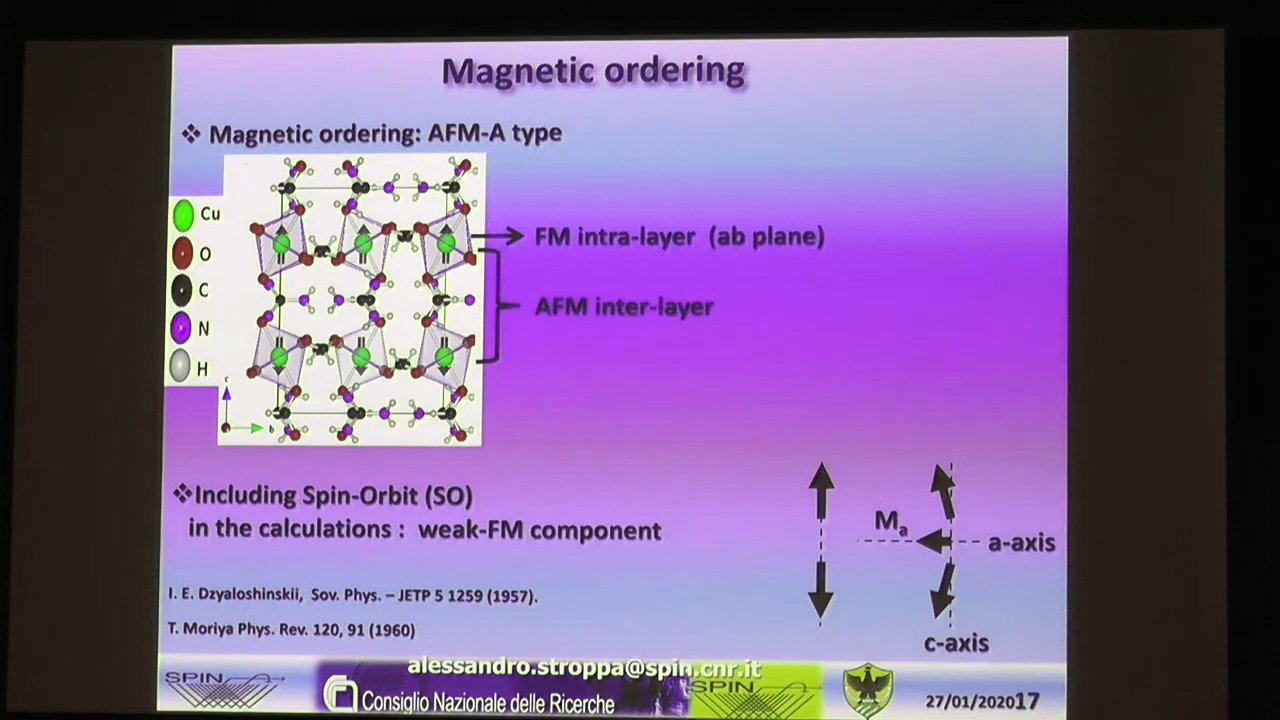 Magnetic ordering
❖ Magnetic ordering: AFM-A type
Cu
O
C
N
H
c
b
FM intra-layer (ab plane)
AFM inter-layer
❖Including Spin-Orbit (SO)
in the calculations : weak-FM component
Ma
a-axis
c-axis
I. E. Dzyaloshinskii, Sov. Phys. – JETP 5 1259 (1957).
T. Moriya Phys. Rev. 120, 91 (1960)
alessandro.stroppa@spin.cnr.it
SPIN
Consiglio Nazionale delle Ricerche
SPIN
27/01/2020 17